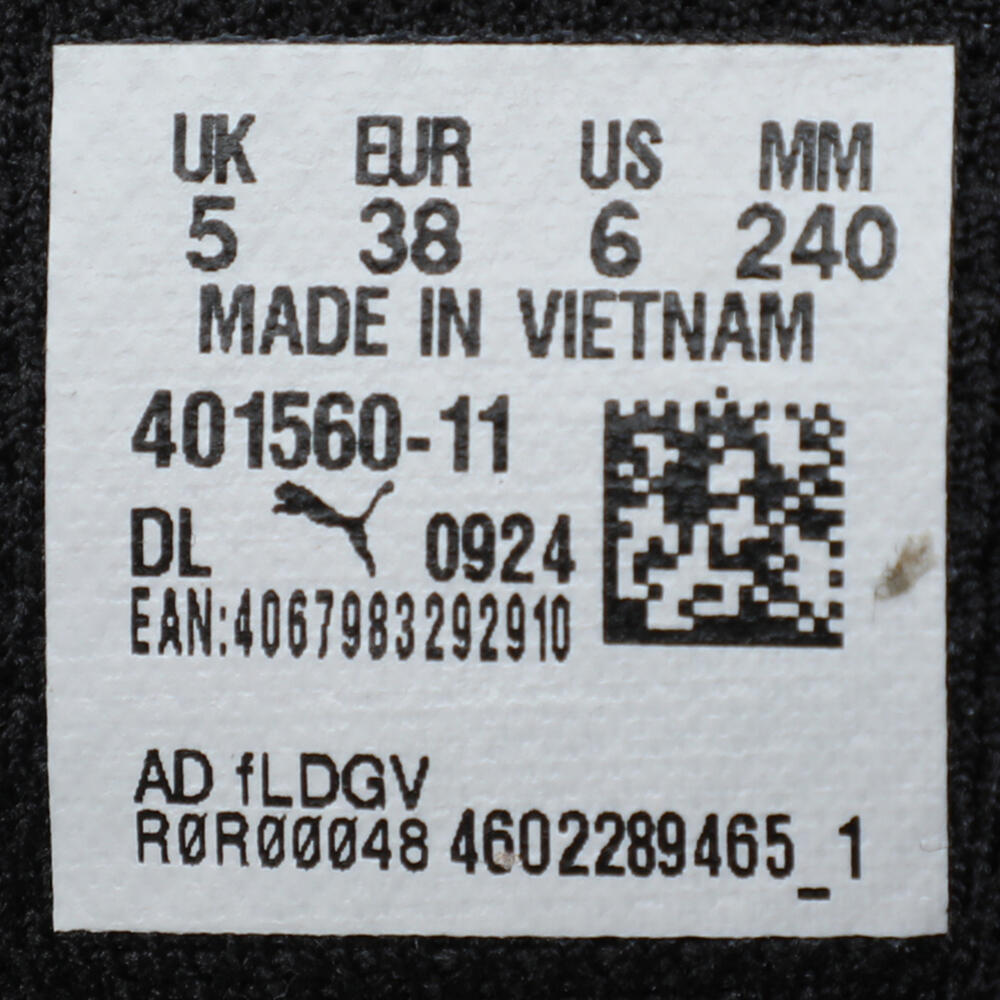 UK EUR US MM
5 38 6 240
MADE IN VIETNAM
401560-11
DL 0924
EAN:4067983292910
AD fLDGV
R0R00048 4602289465_1